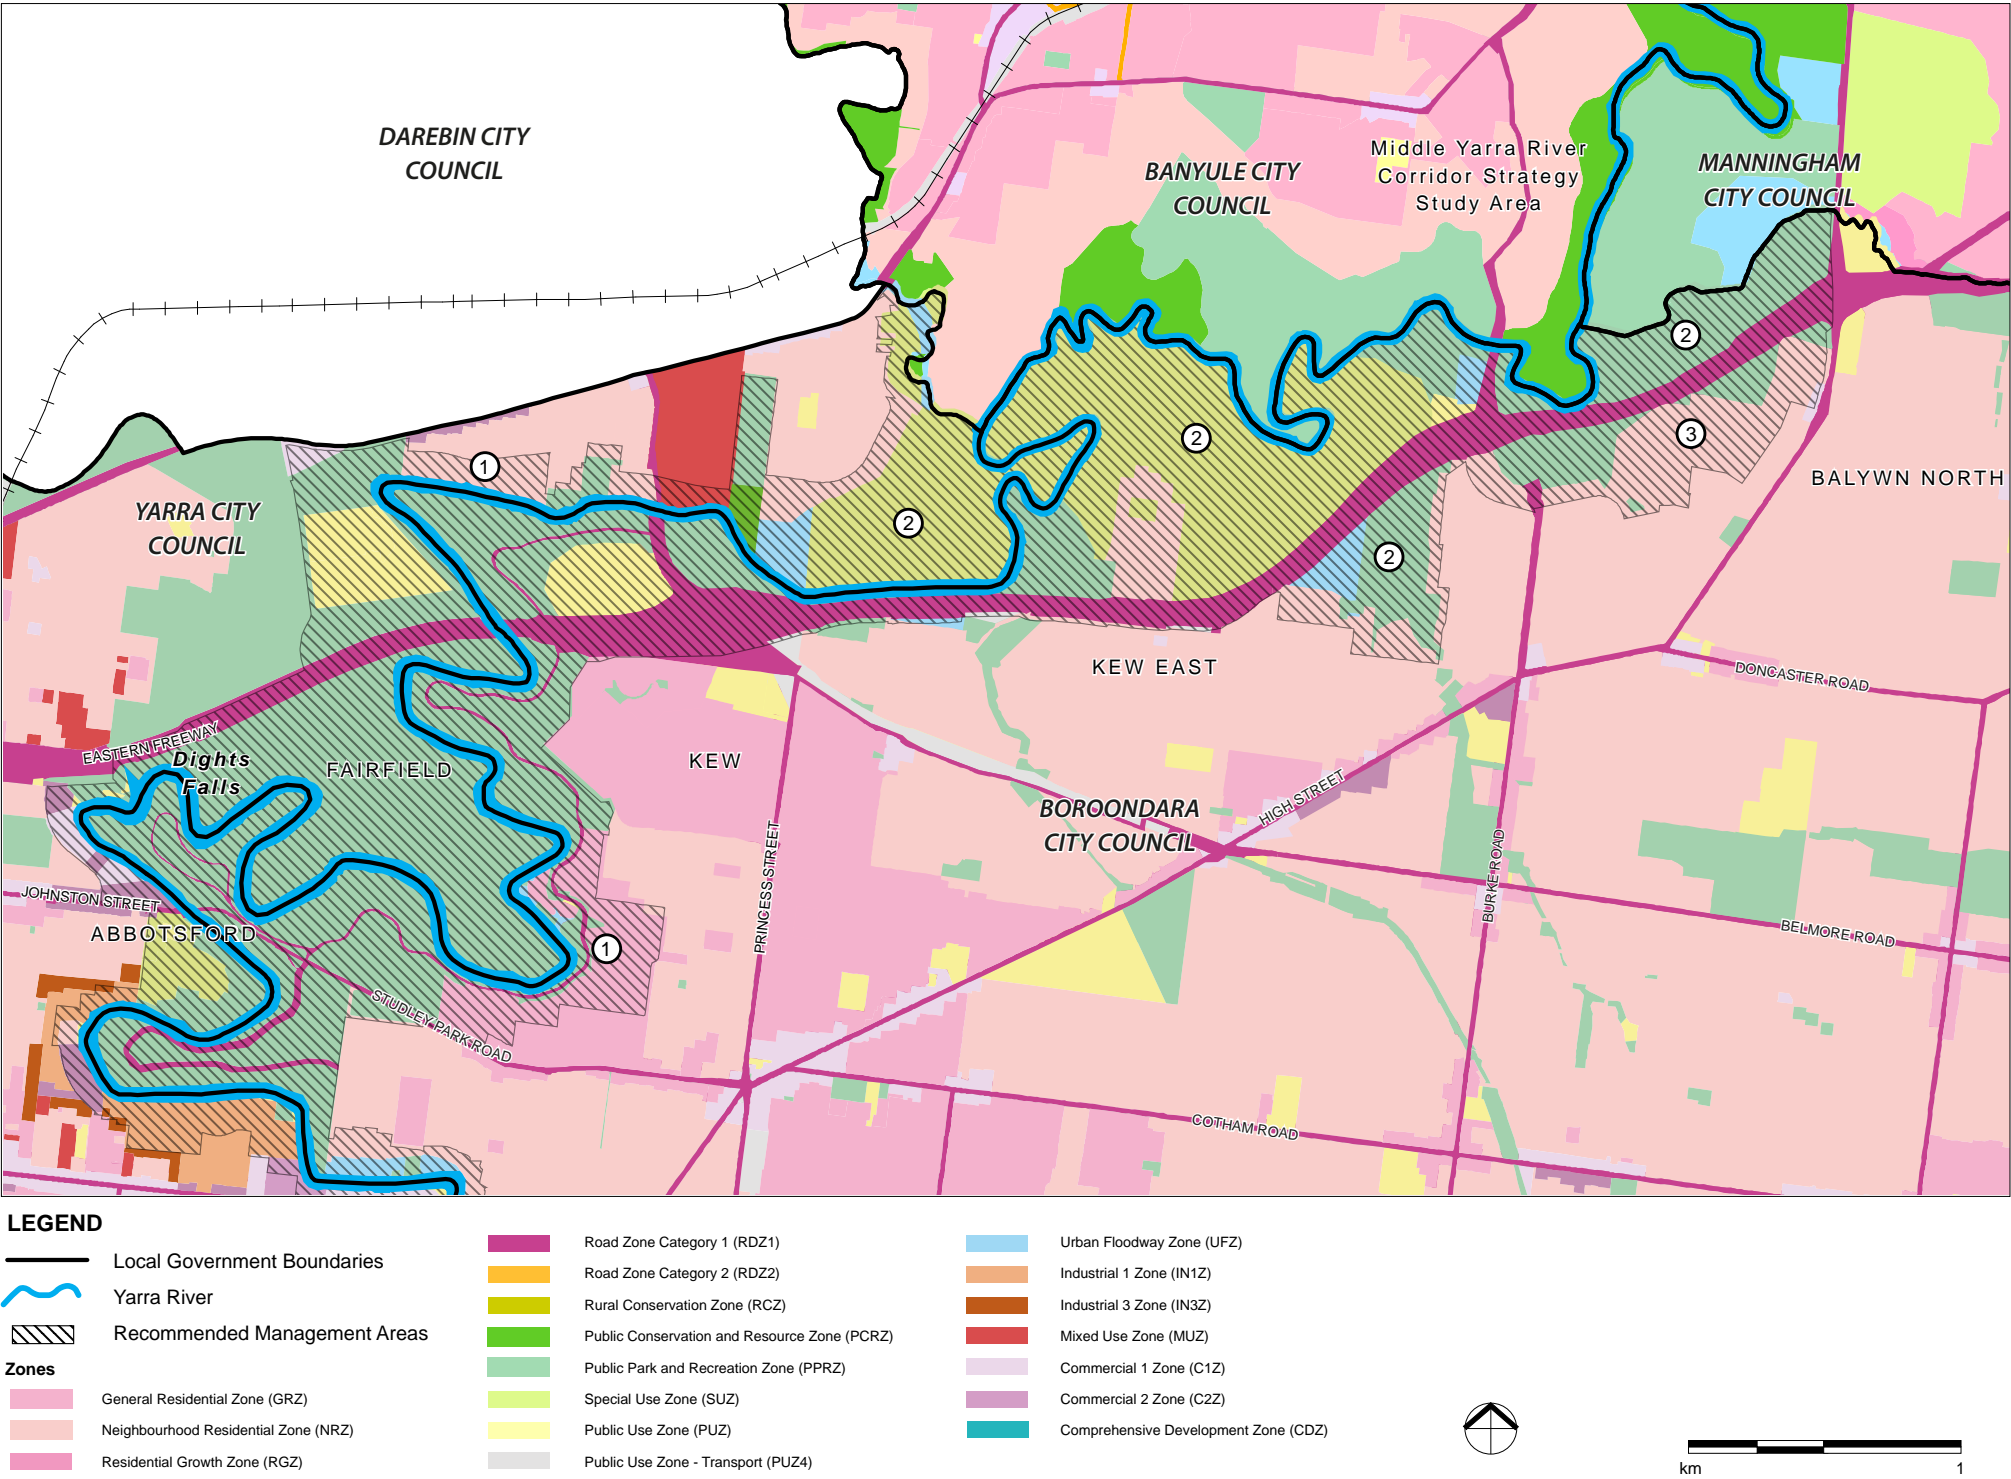 DAREBIN CITY
COUNCIL
BANYULE CITY
COUNCIL
Middle Yarra River
Corridor Strategy
Study Area
MANNINGHAM
CITY COUNCIL
2
1
2
3
2
BALYWN NORTH
YARRA CITY
COUNCIL
2
2
KEW EAST
DONCASTER ROAD
EASTERN FREEWAY
Dights
Falls
FAIRFIELD
KEW
HIGH STREET
BOROONDARA
CITY COUNCIL
PRINCESS STREET
BURKE ROAD
JOHNSTON STREET
ABBOTSFORD
1
BELMORE ROAD
STUDLEY PARK ROAD
COTHAM ROAD
LEGEND
Local Government Boundaries
Yarra River
Recommended Management Areas
Zones
General Residential Zone (GRZ)
Neighbourhood Residential Zone (NRZ)
Residential Growth Zone (RGZ)
Road Zone Category 1 (RDZ1)
Road Zone Category 2 (RDZ2)
Rural Conservation Zone (RCZ)
Public Conservation and Resource Zone (PCRZ)
Public Park and Recreation Zone (PPRZ)
Special Use Zone (SUZ)
Public Use Zone (PUZ)
Public Use Zone - Transport (PUZ4)
Urban Floodway Zone (UFZ)
Industrial 1 Zone (IN1Z)
Industrial 3 Zone (IN3Z)
Mixed Use Zone (MUZ)
Commercial 1 Zone (C1Z)
Commercial 2 Zone (C2Z)
Comprehensive Development Zone (CDZ)
km 1